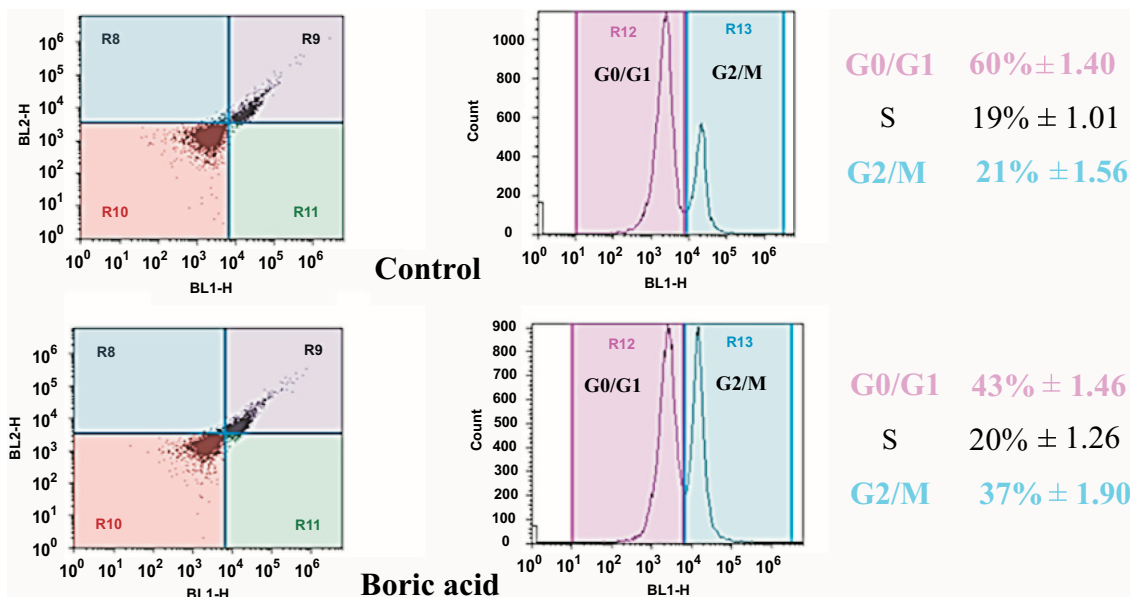 R8
R9
R10
R11
BL2-H
10⁶
10⁵
10⁴
10³
10²
10¹
10⁰
10⁰ 10¹ 10² 10³ 10⁴ 10⁵ 10⁶
BL1-H
R12
R13
G0/G1
G2/M
Count
1000
800
600
400
200
0
10⁰ 10¹ 10² 10³ 10⁴ 10⁵ 10⁶
BL1-H
G0/G1 60% ± 1.40
S 19% ± 1.01
G2/M 21% ± 1.56
Control
R8
R9
R10
R11
BL2-H
10⁶
10⁵
10⁴
10³
10²
10¹
10⁰
10⁰ 10¹ 10² 10³ 10⁴ 10⁵ 10⁶
BL1-H
R12
R13
G0/G1
G2/M
Count
900
800
700
600
500
400
300
200
100
0
10⁰ 10¹ 10² 10³ 10⁴ 10⁵ 10⁶
BL1-H
G0/G1 43% ± 1.46
S 20% ± 1.26
G2/M 37% ± 1.90
Boric acid